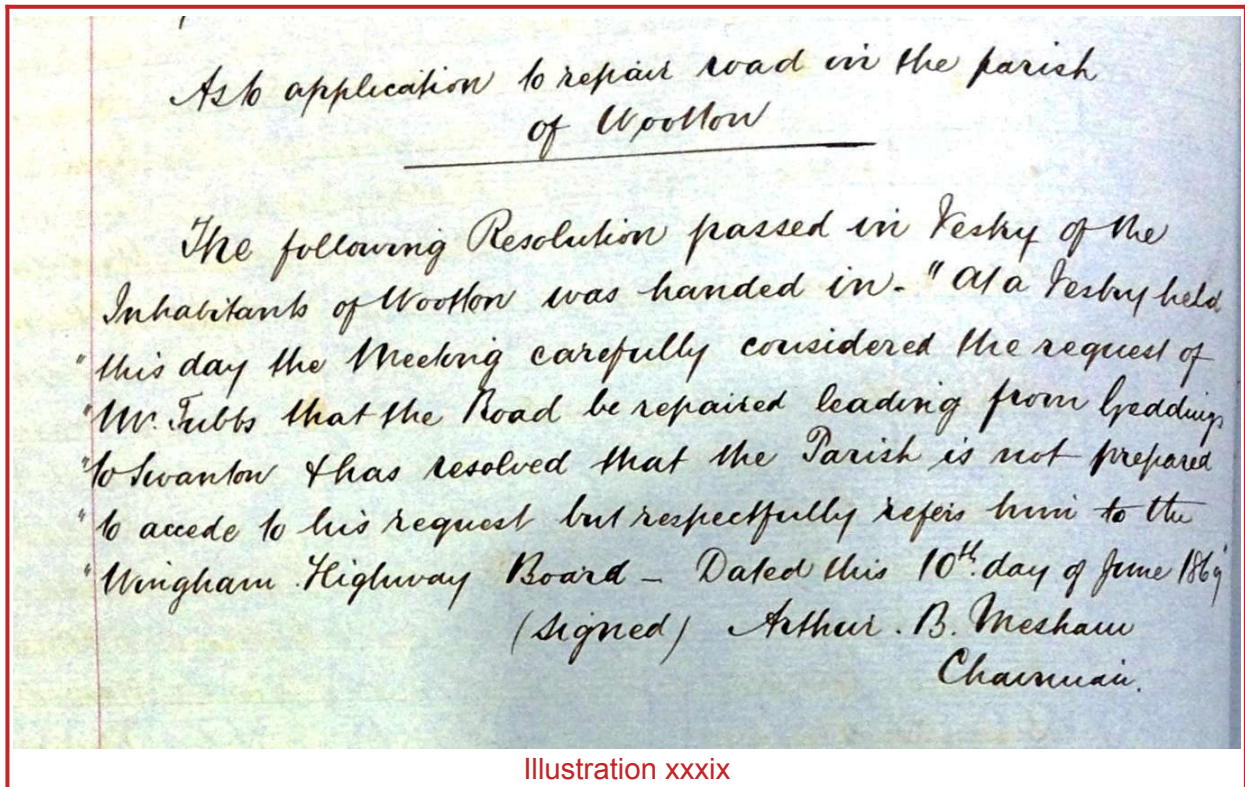 As to application to repair road in the parish
of Wootton
The following Resolution passed in Vestry of the
Inhabitants of Wootton was handed in - "At a Vestry held
"this day the Meeting carefully considered the request of
"Mr. Tubbs that the Road be repaired leading from Geddinge
"to Swanton & has resolved that the Parish is not prepared
"to accede to his request but respectfully refers him to the
"Wingham Highway Board - Dated this 10th. day of June 1869"
(signed) Arthur. B. Mesham
Chairman.
Illustration xxxix